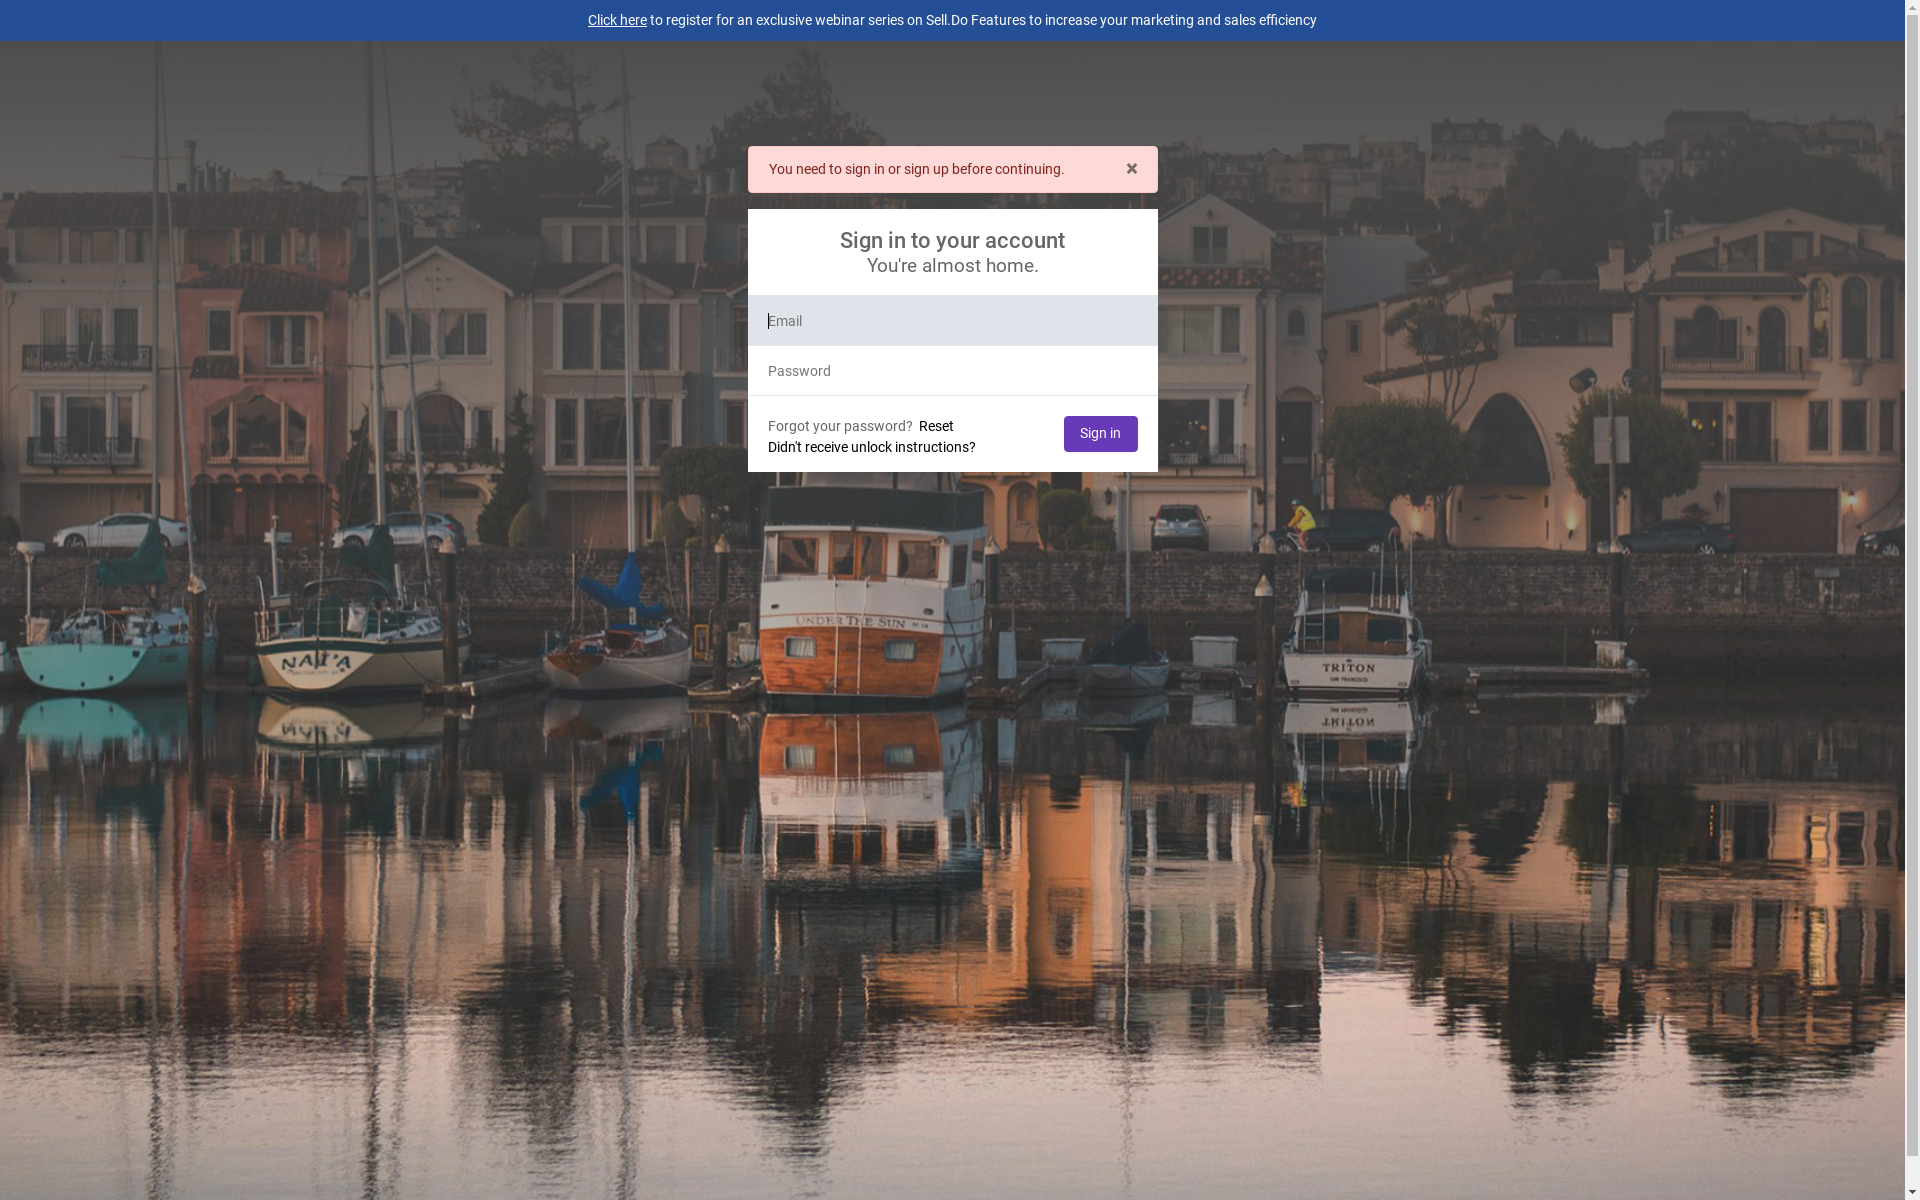 Click here to register for an exclusive webinar series on Sell.Do Features to increase your marketing and sales efficiency
You need to sign in or sign up before continuing.
×
Sign in to your account
You're almost home.
Email
Password
Forgot your password? Reset
Sign in
Didn't receive unlock instructions?
UNDER THE SUN
NAI'A
TRITON
SAN FRANCISCO